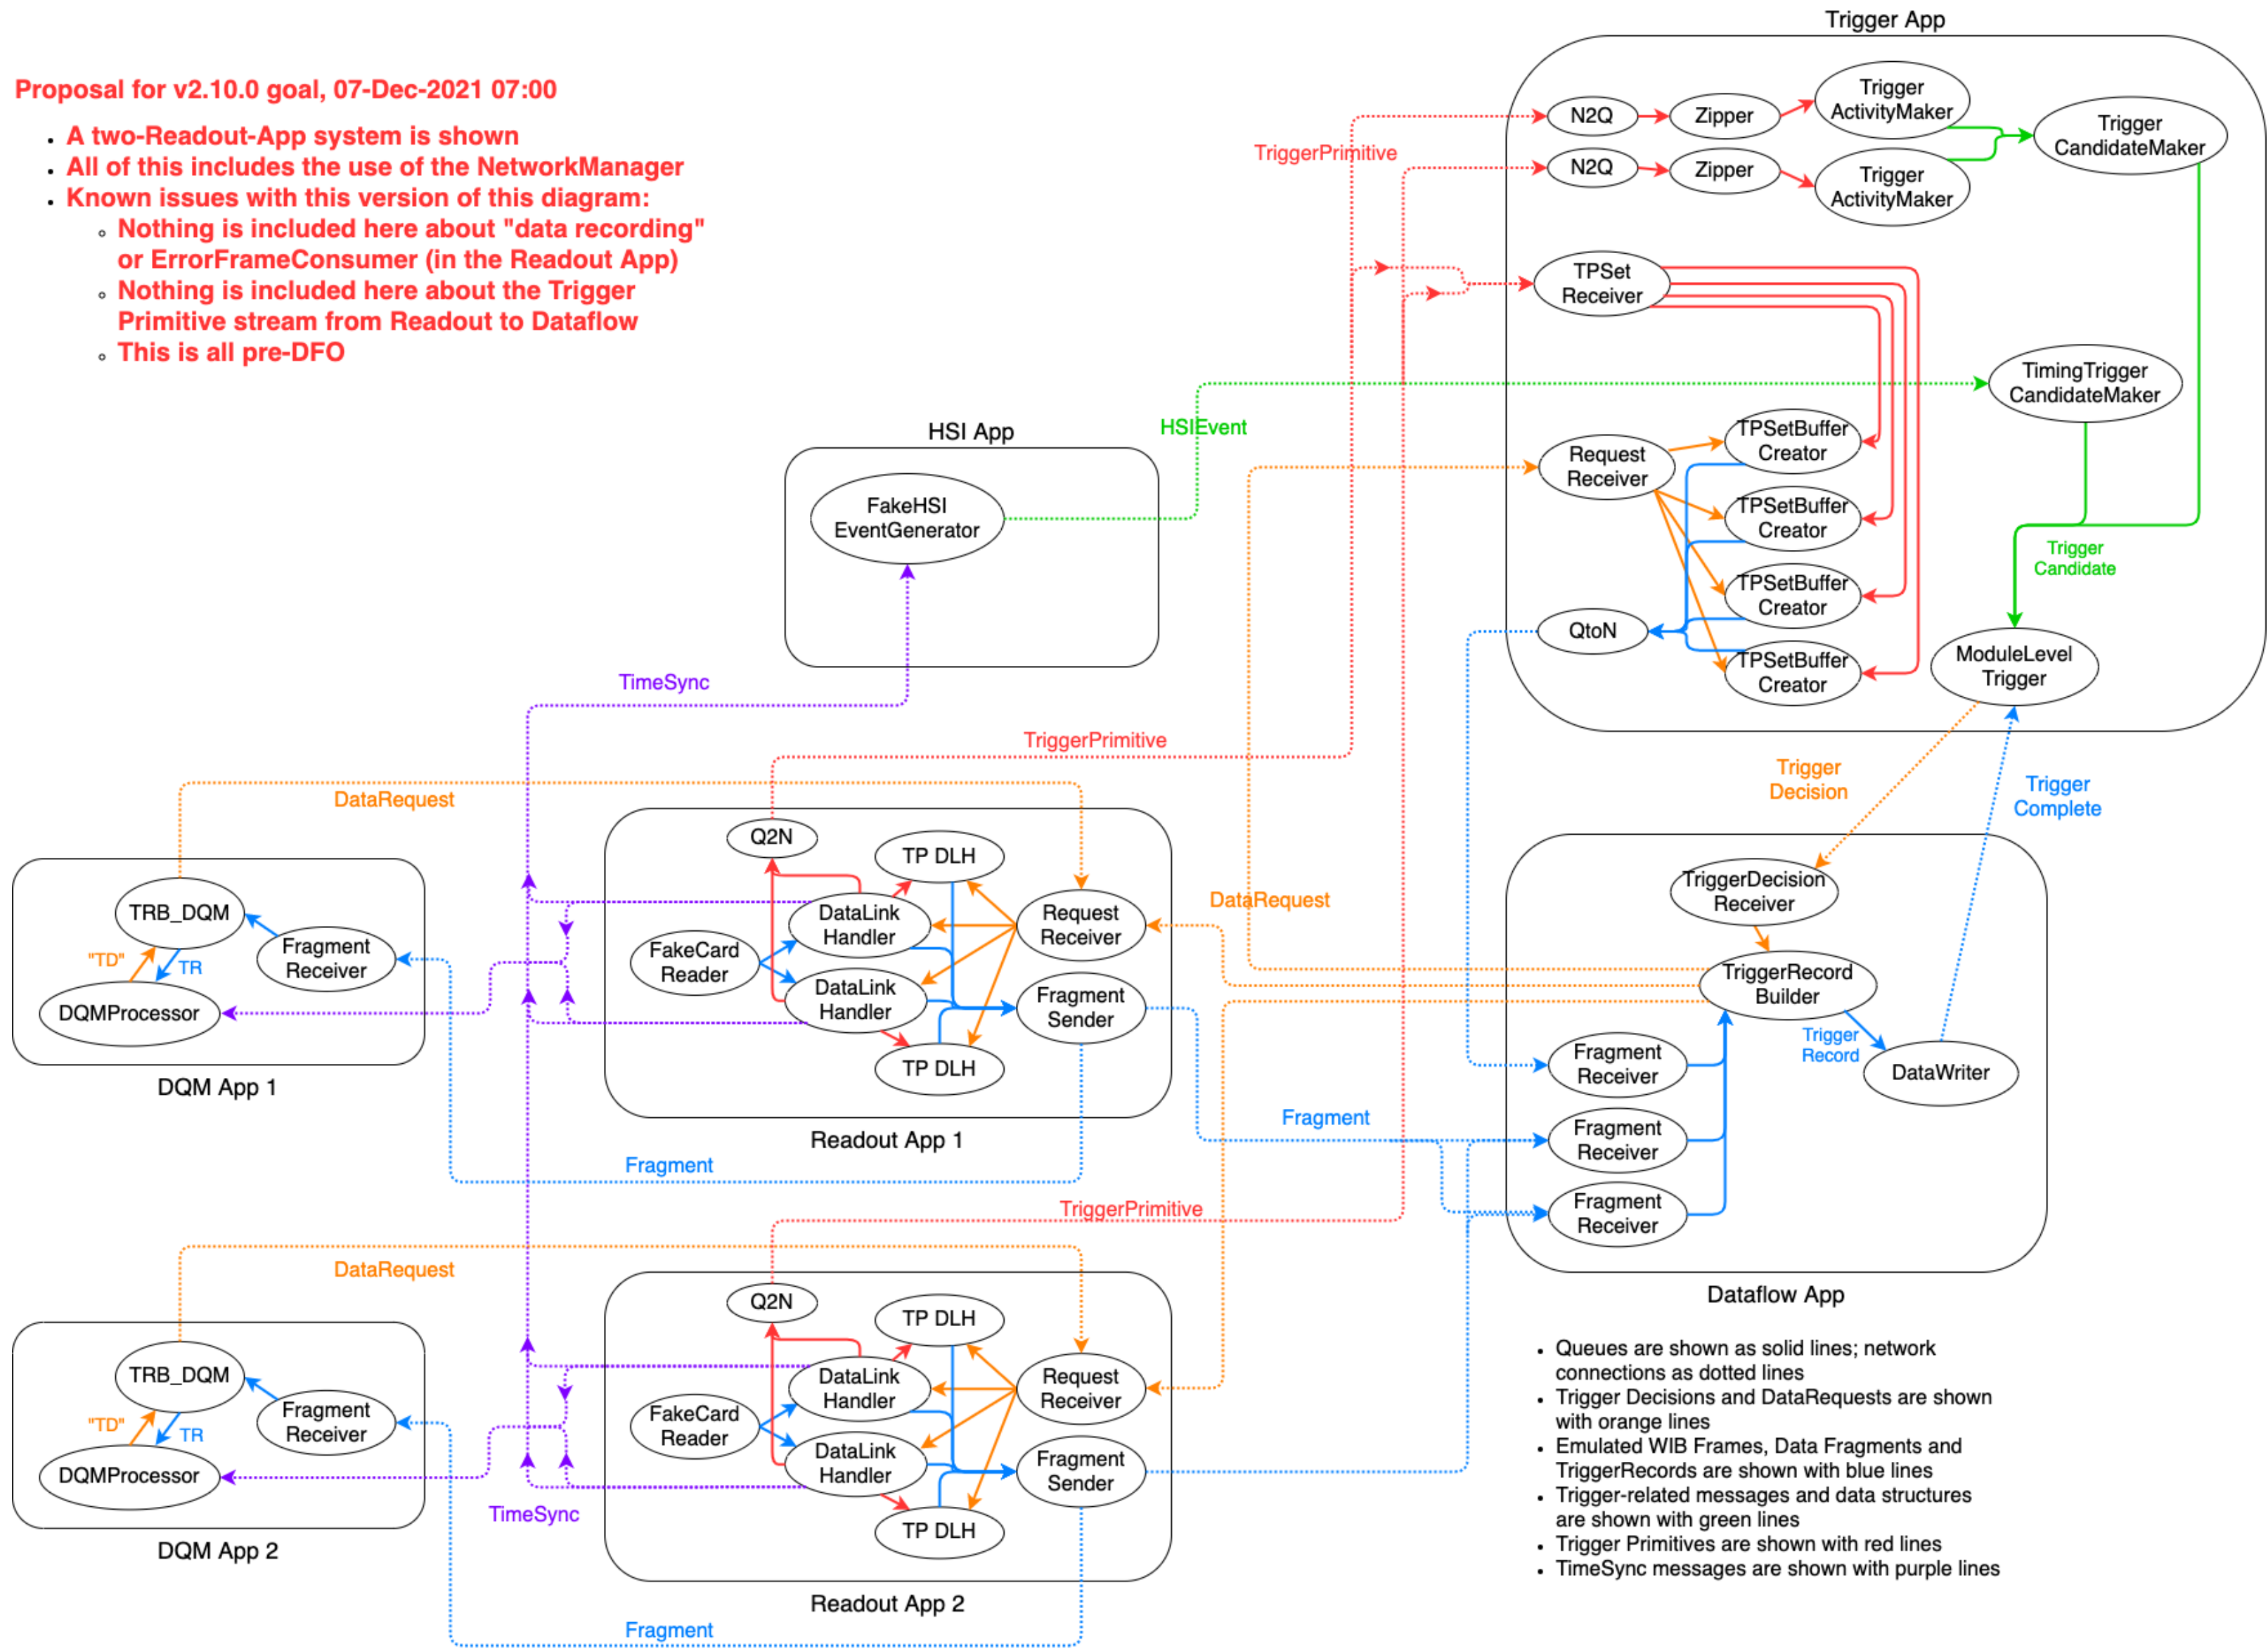 Trigger App
Proposal for v2.10.0 goal, 07-Dec-2021 07:00
• A two-Readout-App system is shown
• All of this includes the use of the NetworkManager
• Known issues with this version of this diagram:
◦ Nothing is included here about "data recording"
or ErrorFrameConsumer (in the Readout App)
◦ Nothing is included here about the Trigger
Primitive stream from Readout to Dataflow
◦ This is all pre-DFO
TriggerPrimitive
N2Q
Zipper
Trigger
ActivityMaker
Trigger
CandidateMaker
N2Q
Zipper
Trigger
ActivityMaker
TPSet
Receiver
TimingTrigger
CandidateMaker
HSI App
HSIEvent
FakeHSI
EventGenerator
Request
Receiver
TPSetBuffer
Creator
TPSetBuffer
Creator
TPSetBuffer
Creator
TPSetBuffer
Creator
QtoN
Trigger
Candidate
ModuleLevel
Trigger
TimeSync
TriggerPrimitive
Trigger
Decision
Trigger
Complete
DataRequest
Q2N
TP DLH
DataLink
Handler
Request
Receiver
FakeCard
Reader
DataLink
Handler
Fragment
Sender
TP DLH
Readout App 1
TRB_DQM
Fragment
Receiver
"TD"
TR
DQMProcessor
DQM App 1
DataRequest
TriggerDecision
Receiver
TriggerRecord
Builder
Trigger
Record
DataWriter
Fragment
Receiver
Fragment
Receiver
Fragment
Receiver
Dataflow App
Fragment
Fragment
TriggerPrimitive
DataRequest
Q2N
TP DLH
DataLink
Handler
Request
Receiver
FakeCard
Reader
DataLink
Handler
Fragment
Sender
TP DLH
Readout App 2
TRB_DQM
Fragment
Receiver
"TD"
TR
DQMProcessor
DQM App 2
TimeSync
Fragment
• Queues are shown as solid lines; network
connections as dotted lines
• Trigger Decisions and DataRequests are shown
with orange lines
• Emulated WIB Frames, Data Fragments and
TriggerRecords are shown with blue lines
• Trigger-related messages and data structures
are shown with green lines
• Trigger Primitives are shown with red lines
• TimeSync messages are shown with purple lines